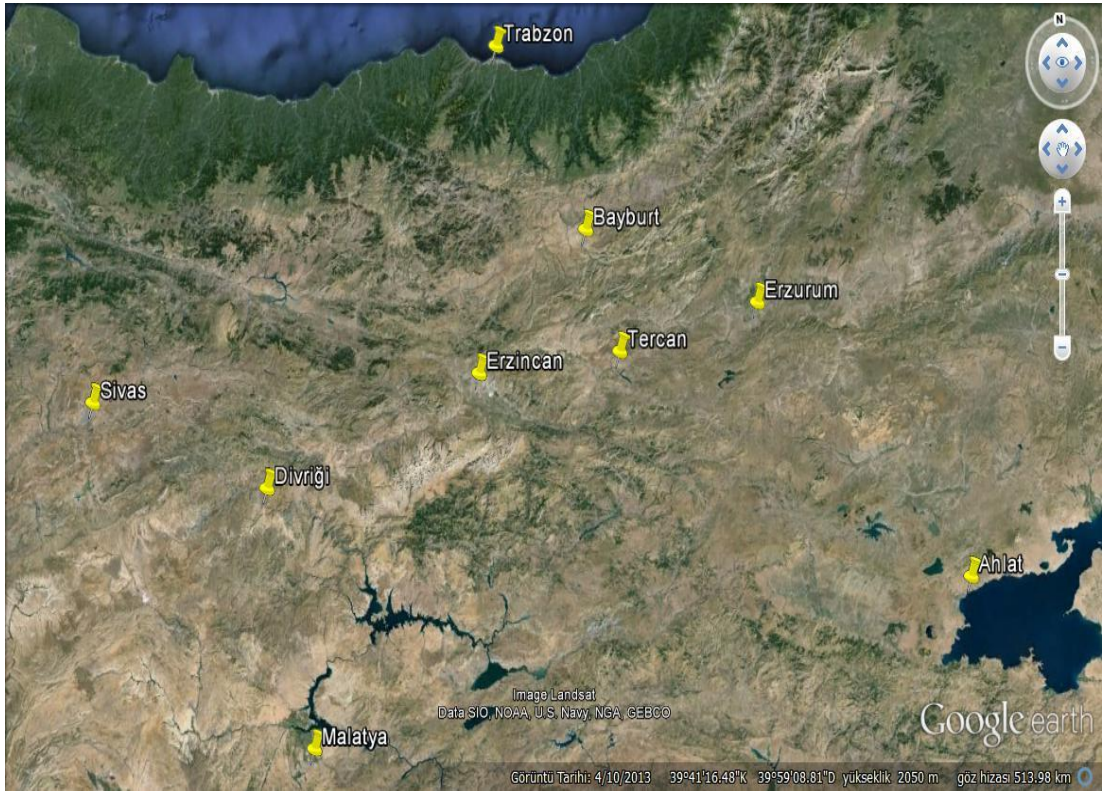 N
Trabzon
Bayburt
Erzurum
Tercan
Erzincan
Sivas
Divriği
Ahlat
Image Landsat
Data SIO, NOAA, U.S. Navy, NGA, GEBCO
Google earth
Malatya
Görüntü Tarihi: 4/10/2013 39°41'16.48"K 39°59'08.81"D yükseklik 2050 m göz hizası 513.98 km